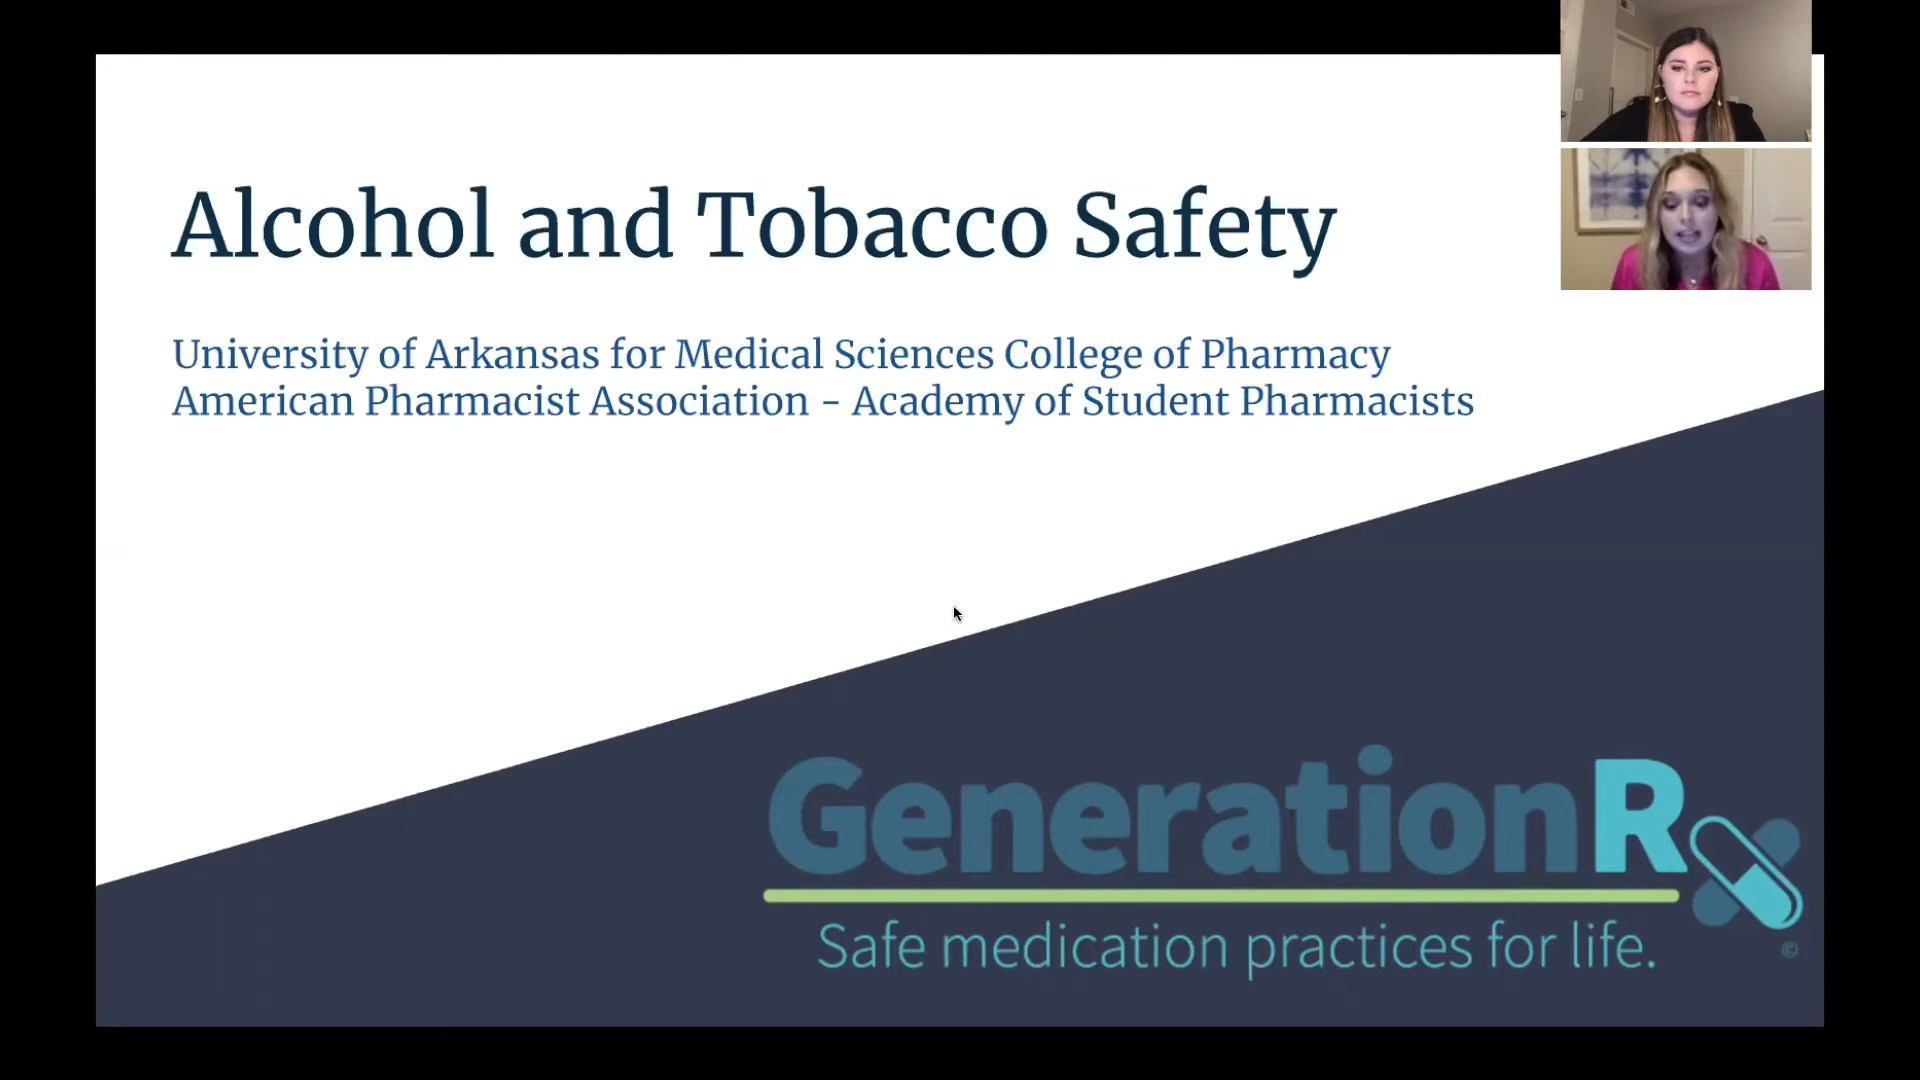 Alcohol and Tobacco Safety
University of Arkansas for Medical Sciences College of Pharmacy
American Pharmacist Association - Academy of Student Pharmacists
GenerationRx
Safe medication practices for life.
©